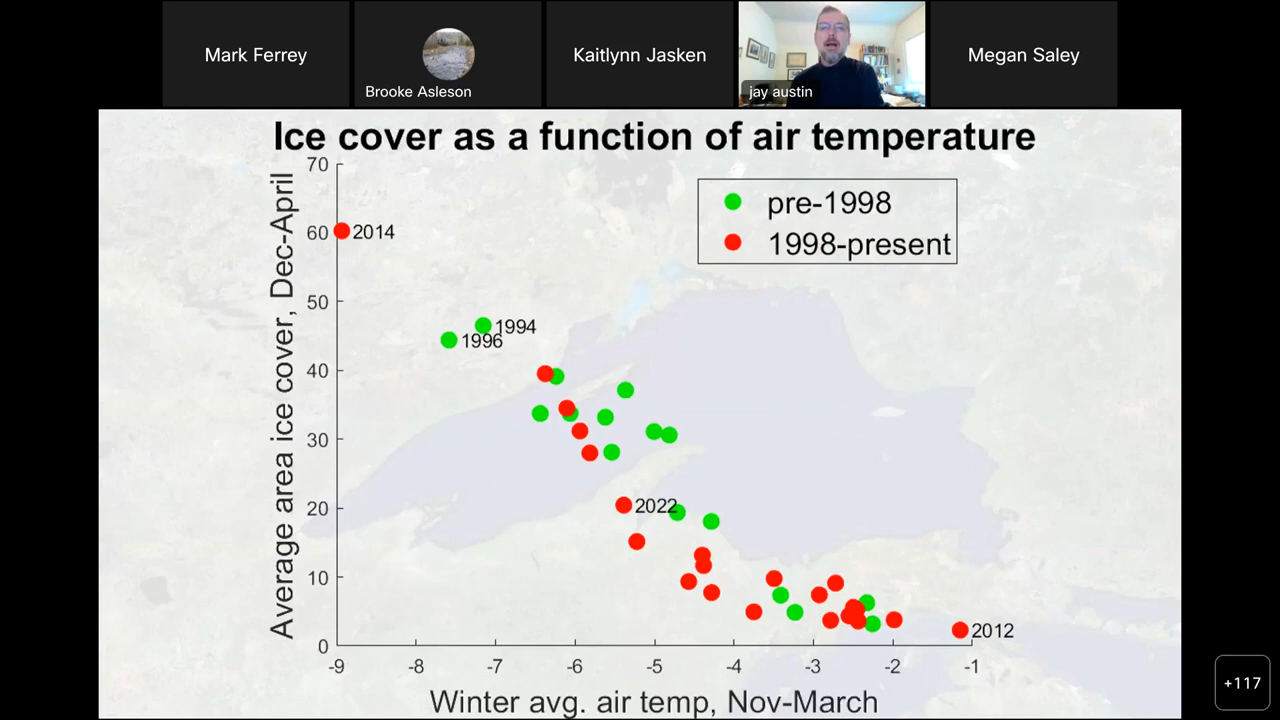 Mark Ferrey
Brooke Asleson
Kaitlynn Jasken
jay austin
Megan Saley
Ice cover as a function of air temperature
Average area ice cover, Dec-April
70
60
50
40
30
20
10
0
pre-1998
1998-present
2014
1994
1996
2022
2012
-9 -8 -7 -6 -5 -4 -3 -2 -1
Winter avg. air temp, Nov-March
+117